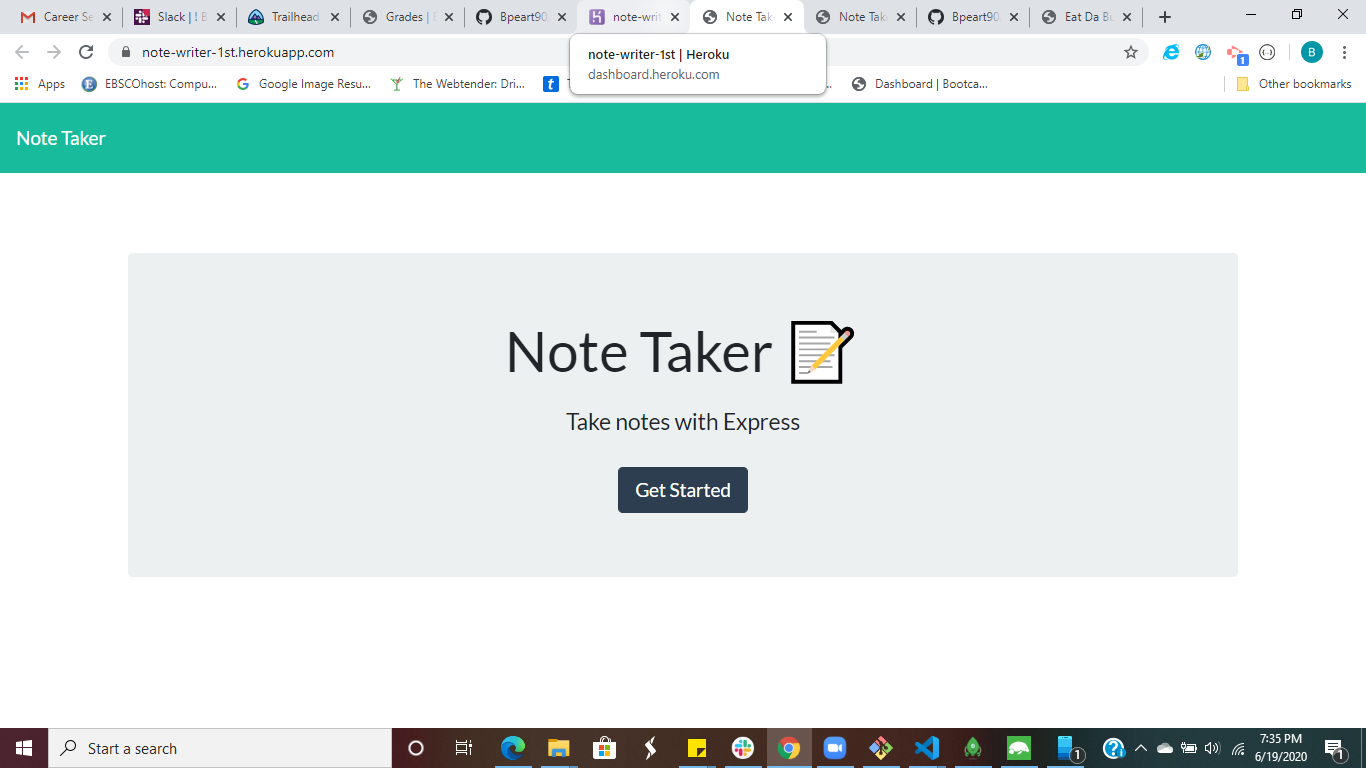 Career Se
Slack | ! B
Trailhead
Grades | B
Bpeart90
note-writ
Note Tak
Note Tak
Bpeart90
Eat Da Bu
note-writer-1st.herokuapp.com
note-writer-1st | Heroku
dashboard.heroku.com
1
B
Apps
EBSCOhost: Compu...
Google Image Resu...
The Webtender: Dri...
Dashboard | Bootca...
Other bookmarks
Note Taker
Note Taker
Take notes with Express
Get Started
Start a search
1
7:35 PM
6/19/2020
1